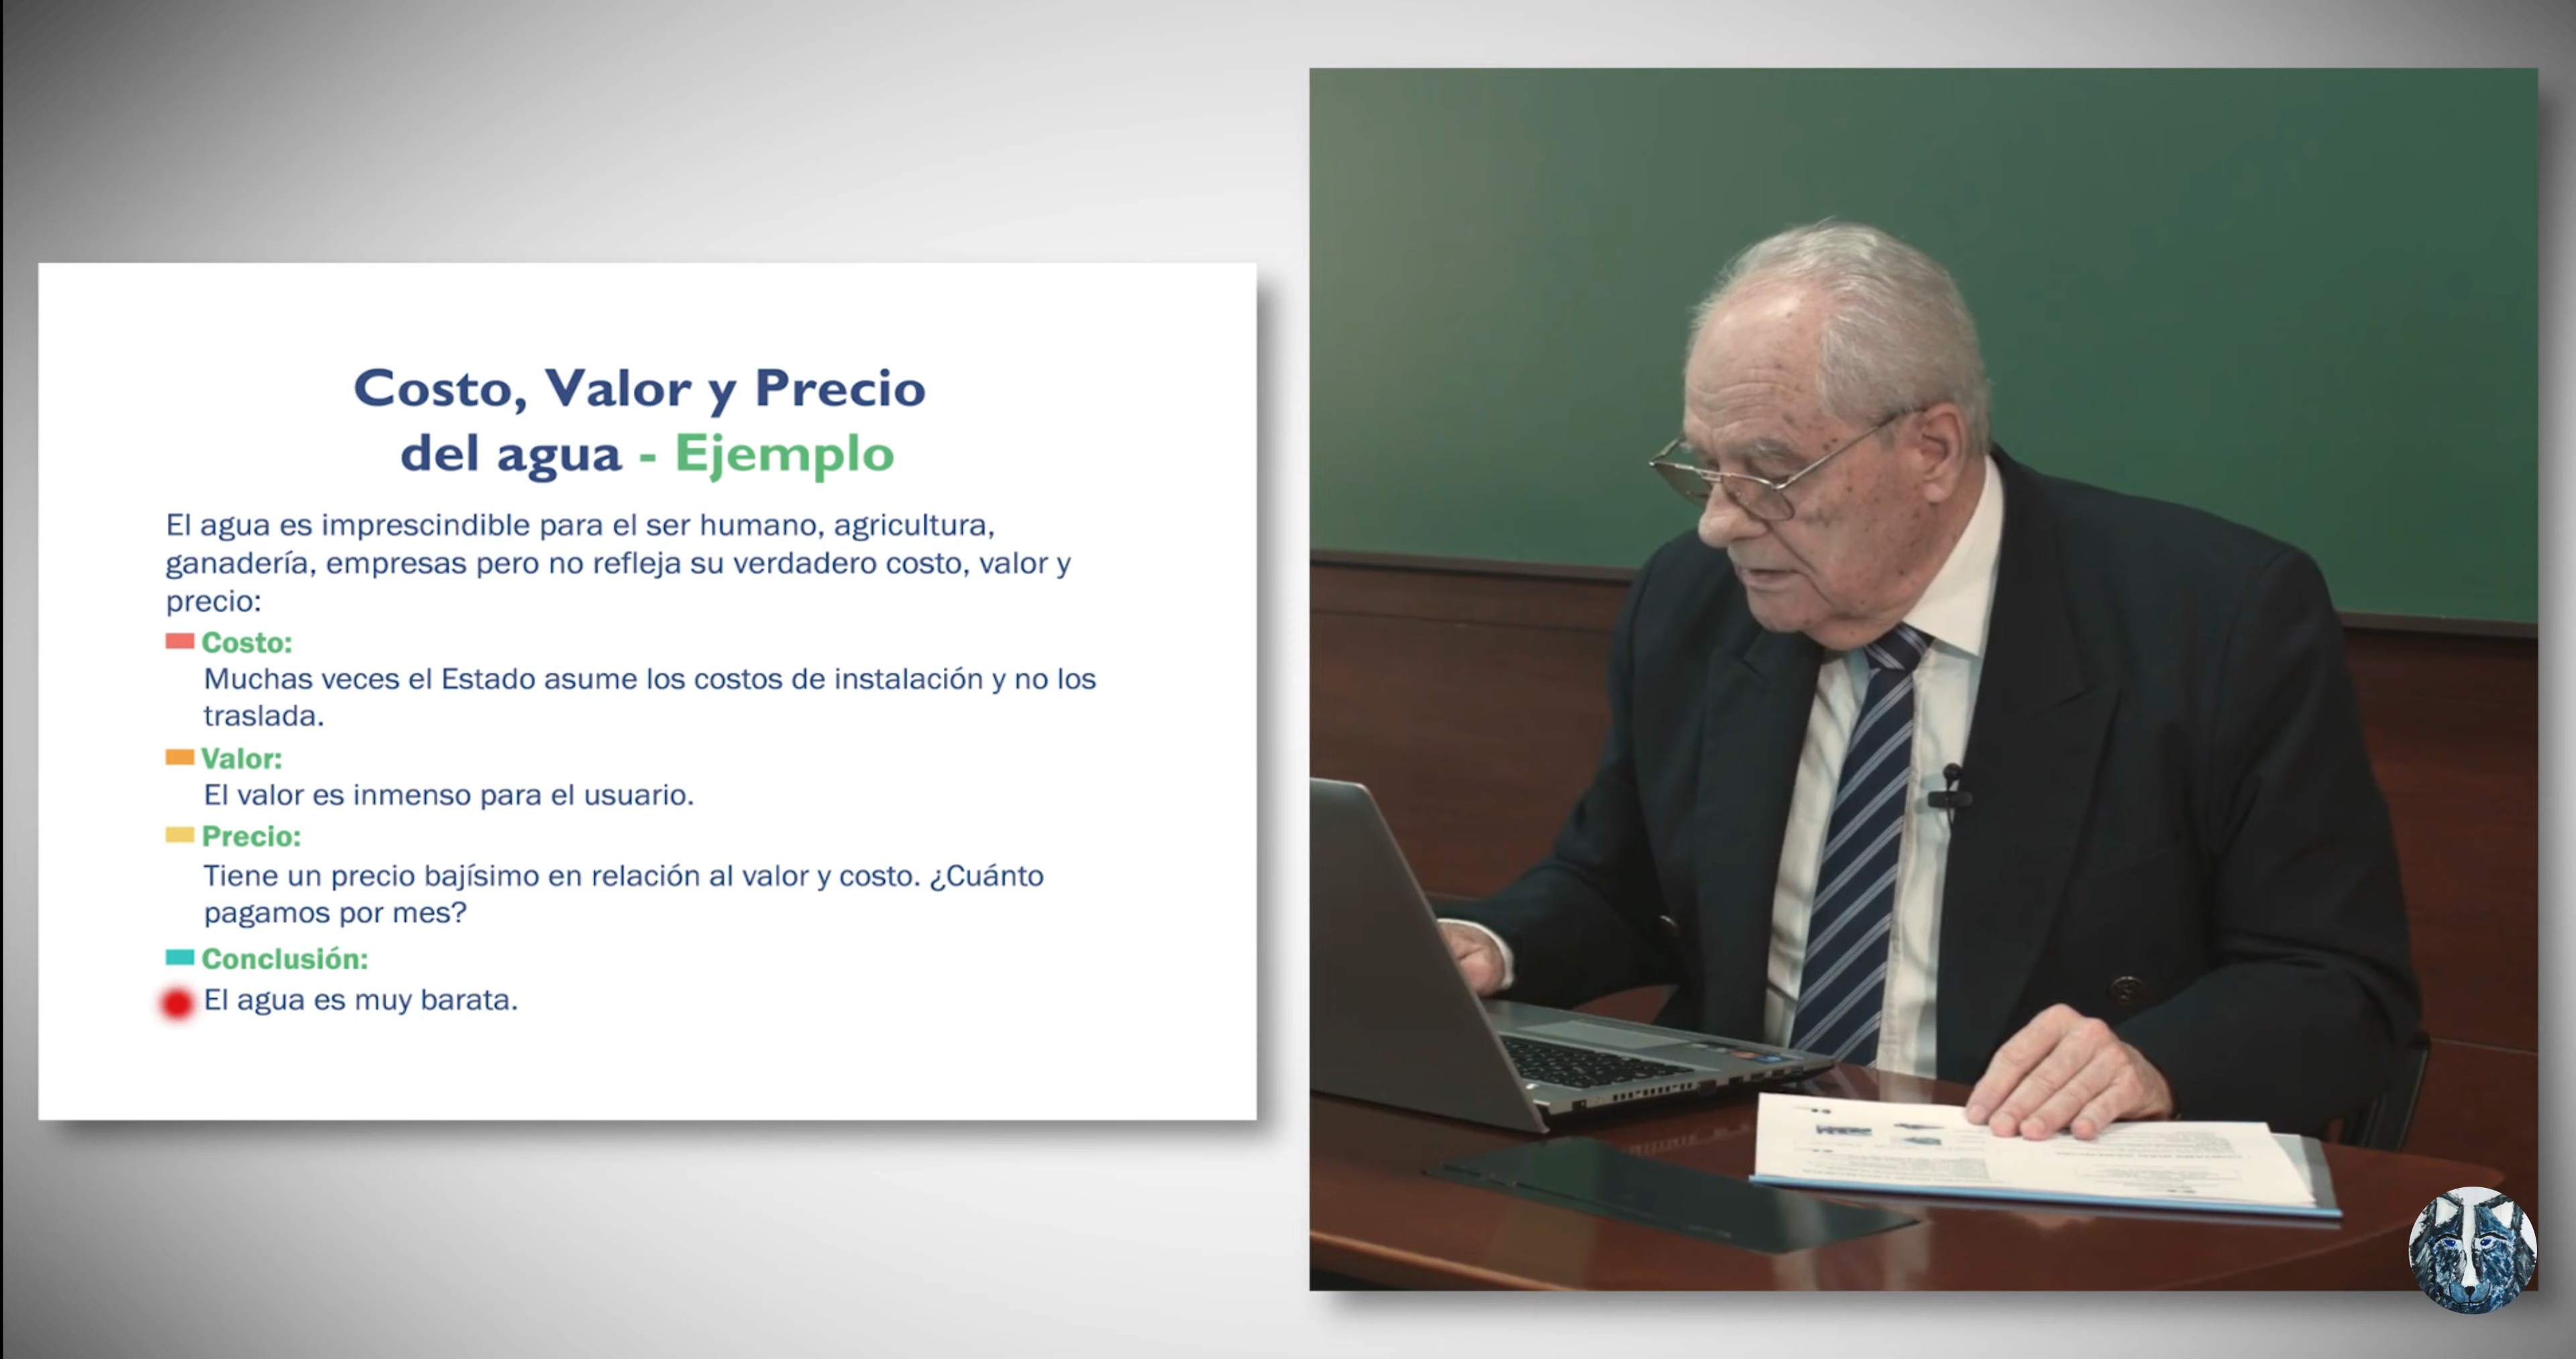 Costo, Valor y Precio
del agua - Ejemplo
El agua es imprescindible para el ser humano, agricultura,
ganadería, empresas pero no refleja su verdadero costo, valor y
precio:
Costo:
Muchas veces el Estado asume los costos de instalación y no los
traslada.
Valor:
El valor es inmenso para el usuario.
Precio:
Tiene un precio bajísimo en relación al valor y costo. ¿Cuánto
pagamos por mes?
Conclusión:
El agua es muy barata.